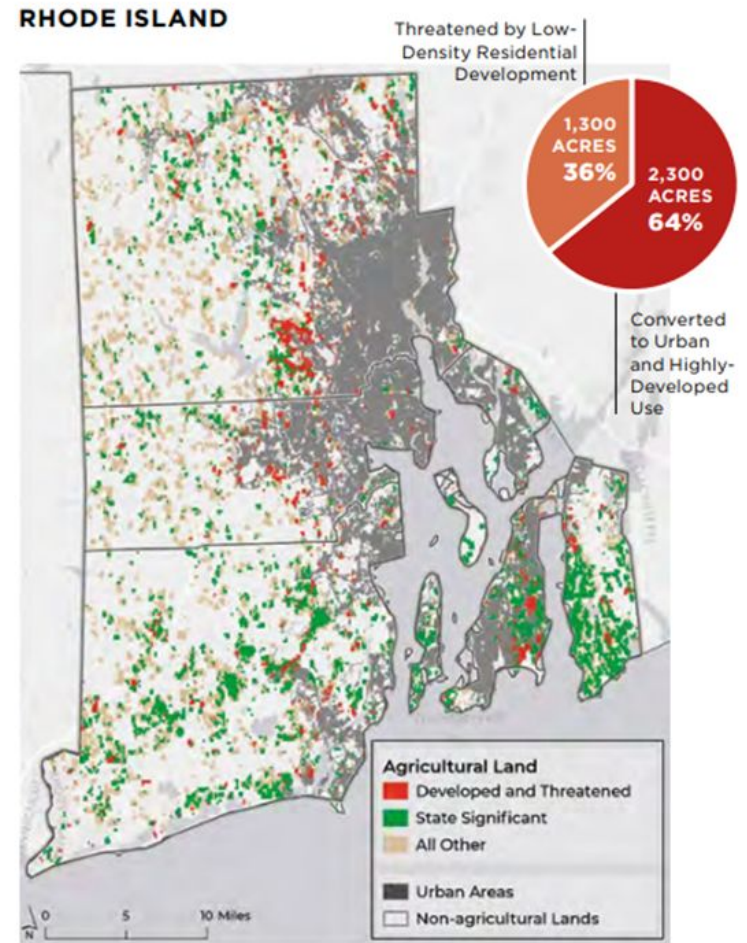 RHODE ISLAND
Threatened by Low-
Density Residential
Development
1,300
ACRES
36%
2,300
ACRES
64%
Converted
to Urban
and Highly-
Developed
Use
Agricultural Land
Developed and Threatened
State Significant
All Other
Urban Areas
Non-agricultural Lands
N
0 5 10 Miles